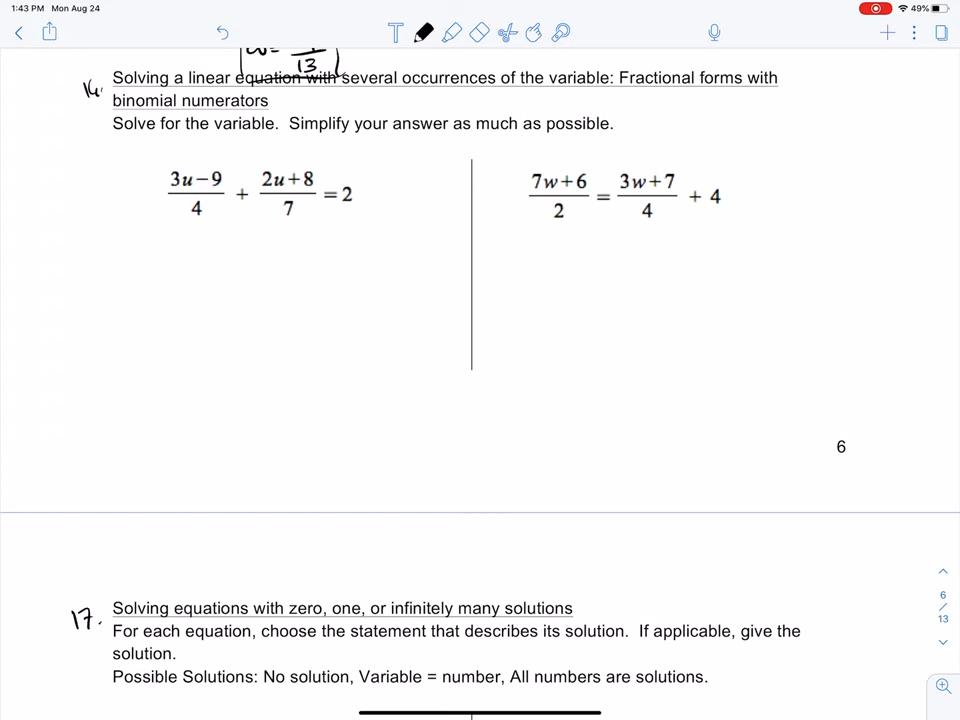 1:43 PM Mon Aug 24
49%
13
16. Solving a linear equation with several occurrences of the variable: Fractional forms with
binomial numerators
Solve for the variable. Simplify your answer as much as possible.
3u−9/4 + 2u+8/7 = 2
7w+6/2 = 3w+7/4 + 4
6
6
/
13
17. Solving equations with zero, one, or infinitely many solutions
For each equation, choose the statement that describes its solution. If applicable, give the
solution.
Possible Solutions: No solution, Variable = number, All numbers are solutions.